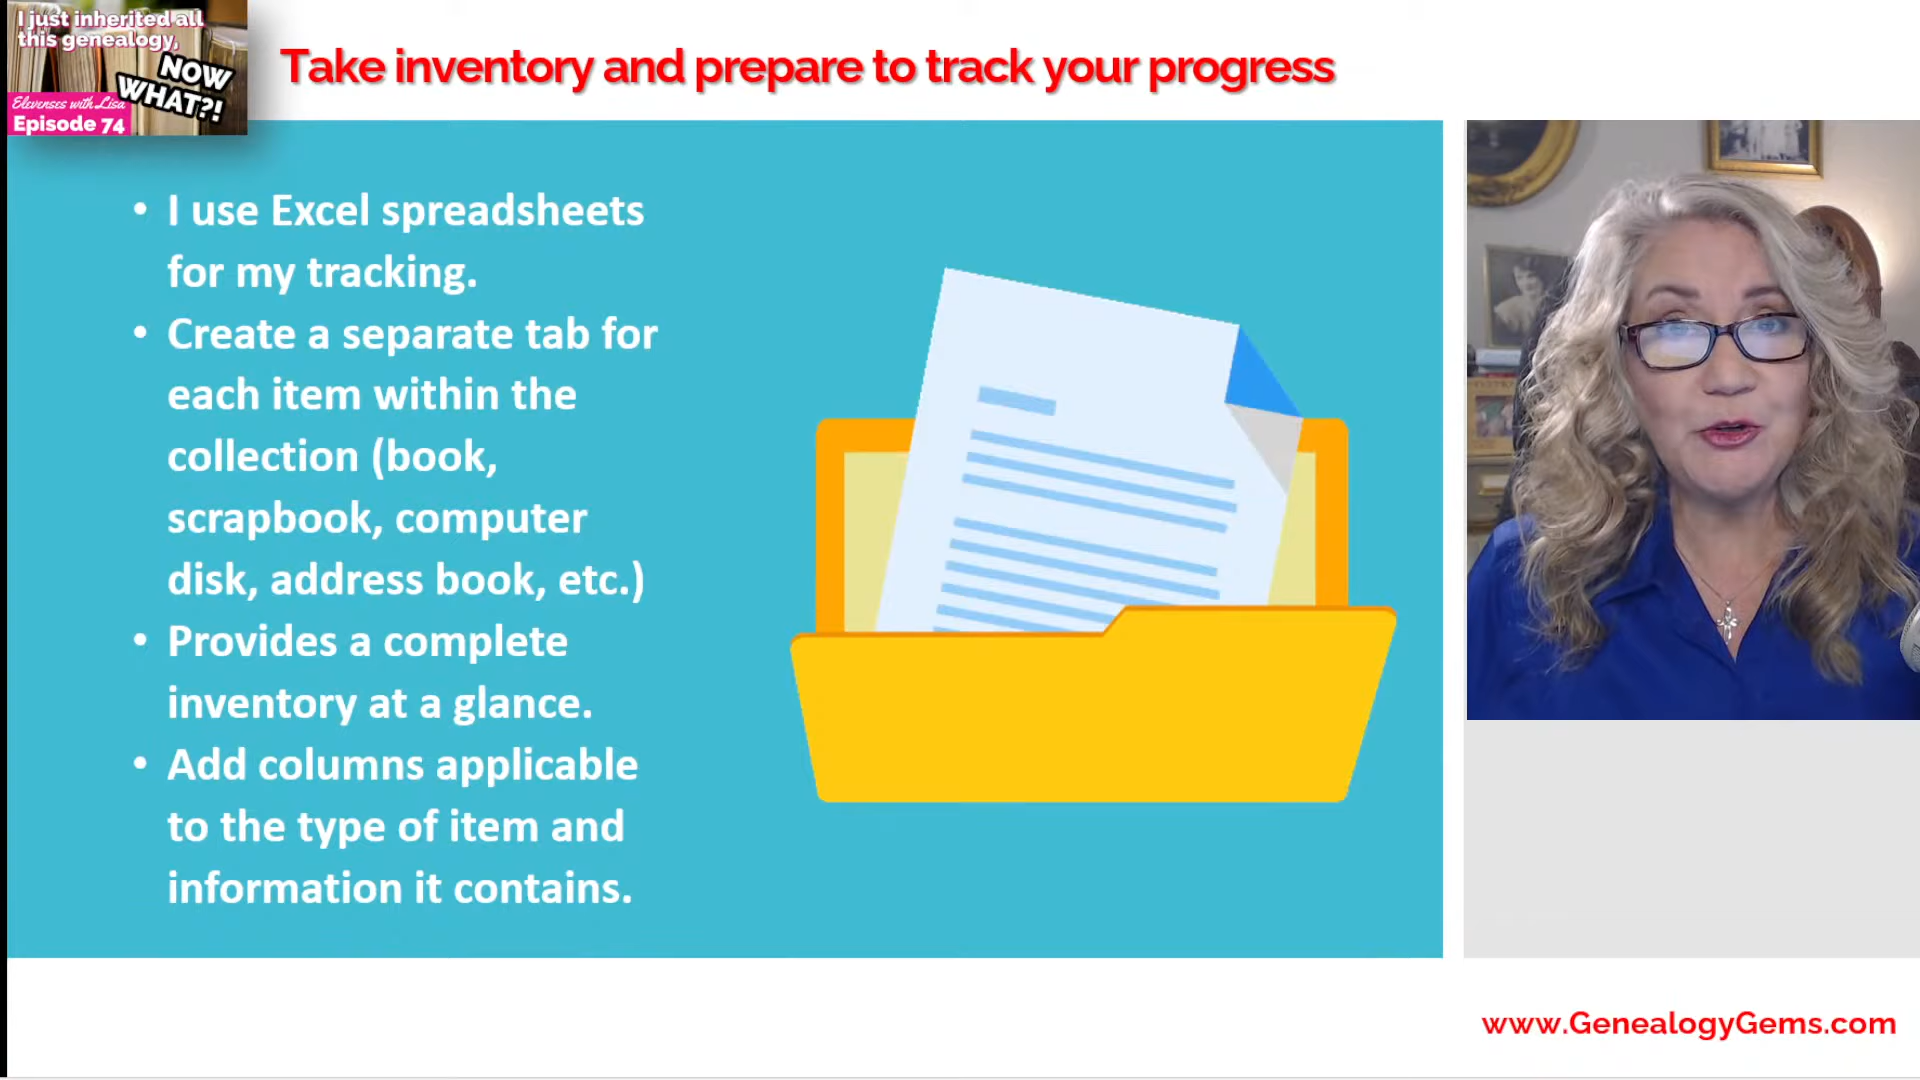 I just inherited all
this genealogy,
NOW
WHAT?!
Elevenses with Lisa
Episode 74
Take inventory and prepare to track your progress
• I use Excel spreadsheets
for my tracking.
• Create a separate tab for
each item within the
collection (book,
scrapbook, computer
disk, address book, etc.)
• Provides a complete
inventory at a glance.
• Add columns applicable
to the type of item and
information it contains.
www.GenealogyGems.com